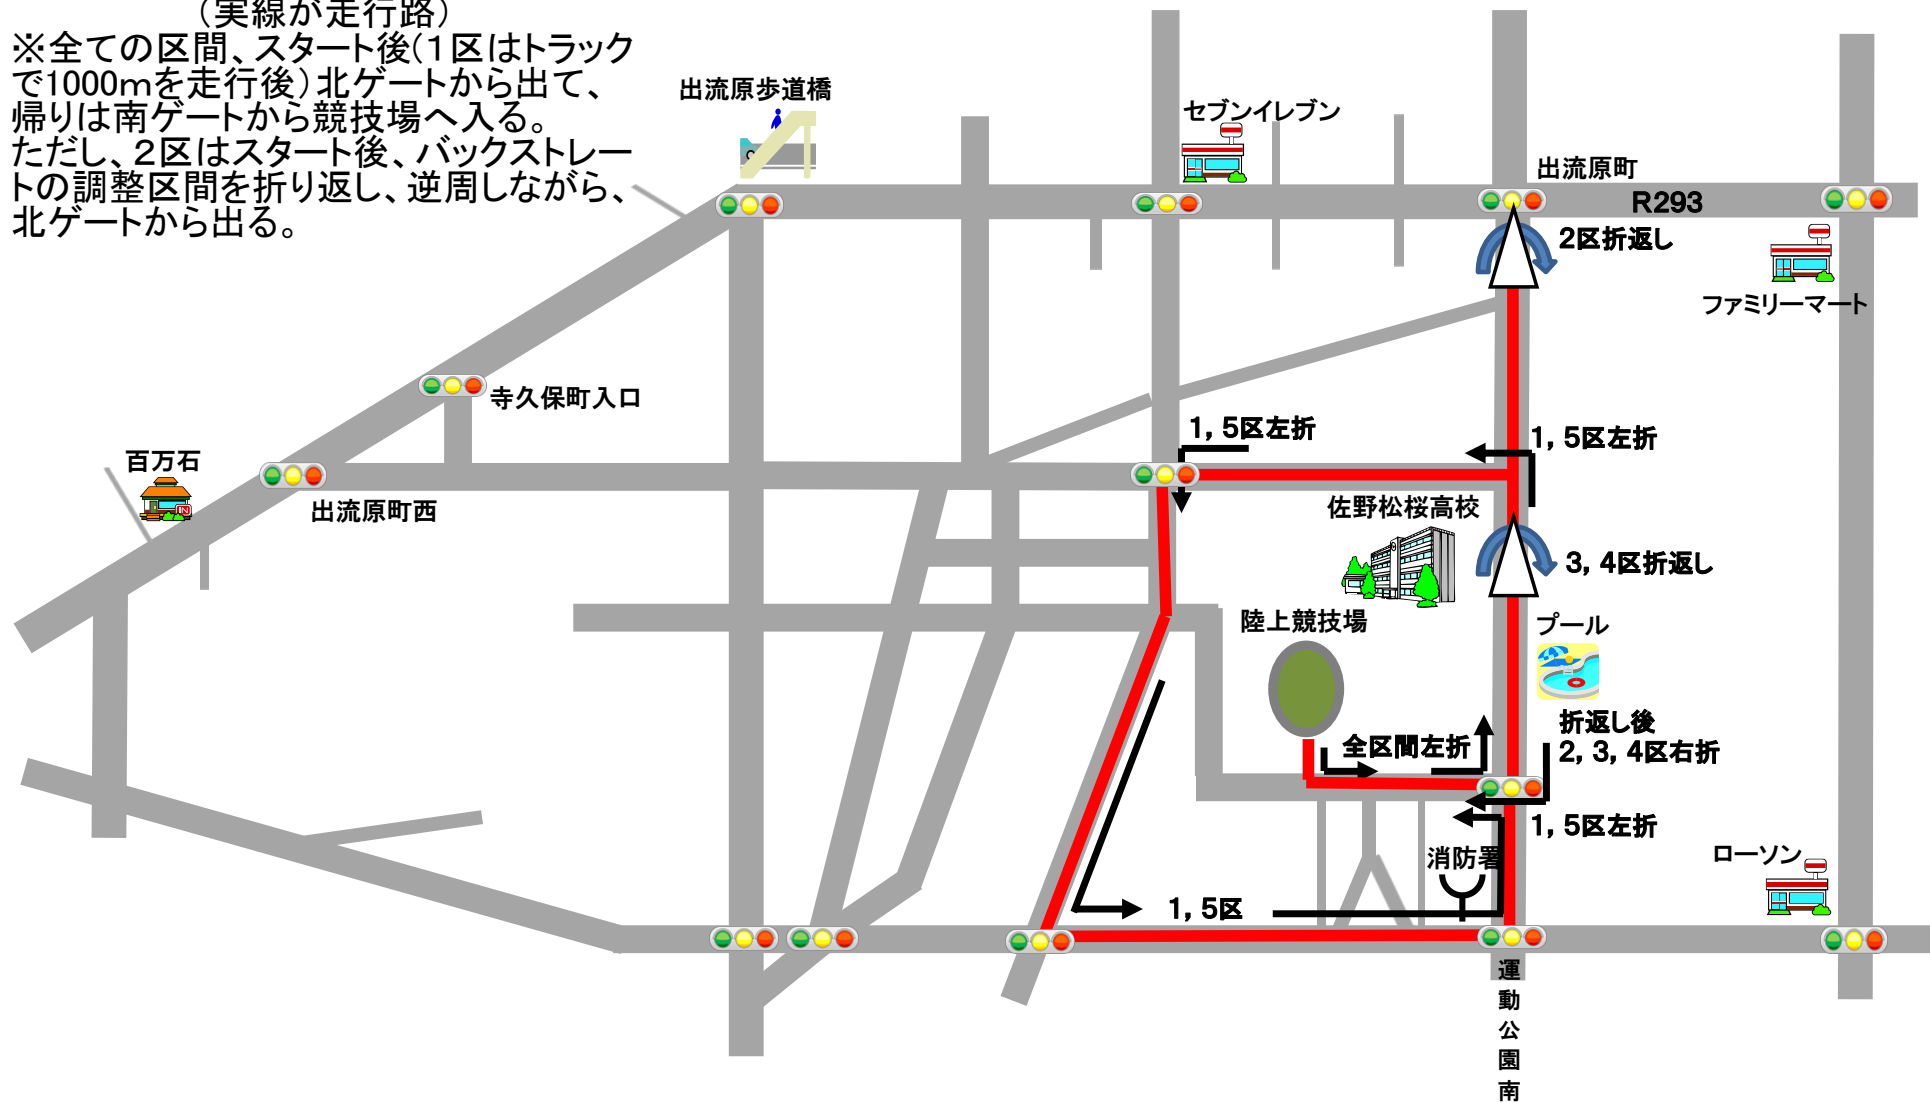 （実線が走行路）
※全ての区間、スタート後（１区はトラック
で1000ｍを走行後）北ゲートから出て、
帰りは南ゲートから競技場へ入る。
ただし、２区はスタート後、バックストレー
トの調整区間を折り返し、逆周しながら、
北ゲートから出る。
出流原歩道橋
セブンイレブン
出流原町
R293
2区折返し
ファミリーマート
寺久保町入口
1, 5区左折
1, 5区左折
百万石
出流原町西
佐野松桜高校
3, 4区折返し
陸上競技場
プール
折返し後
2, 3, 4区右折
全区間左折
1, 5区左折
消防署
ローソン
1, 5区
運動公園南